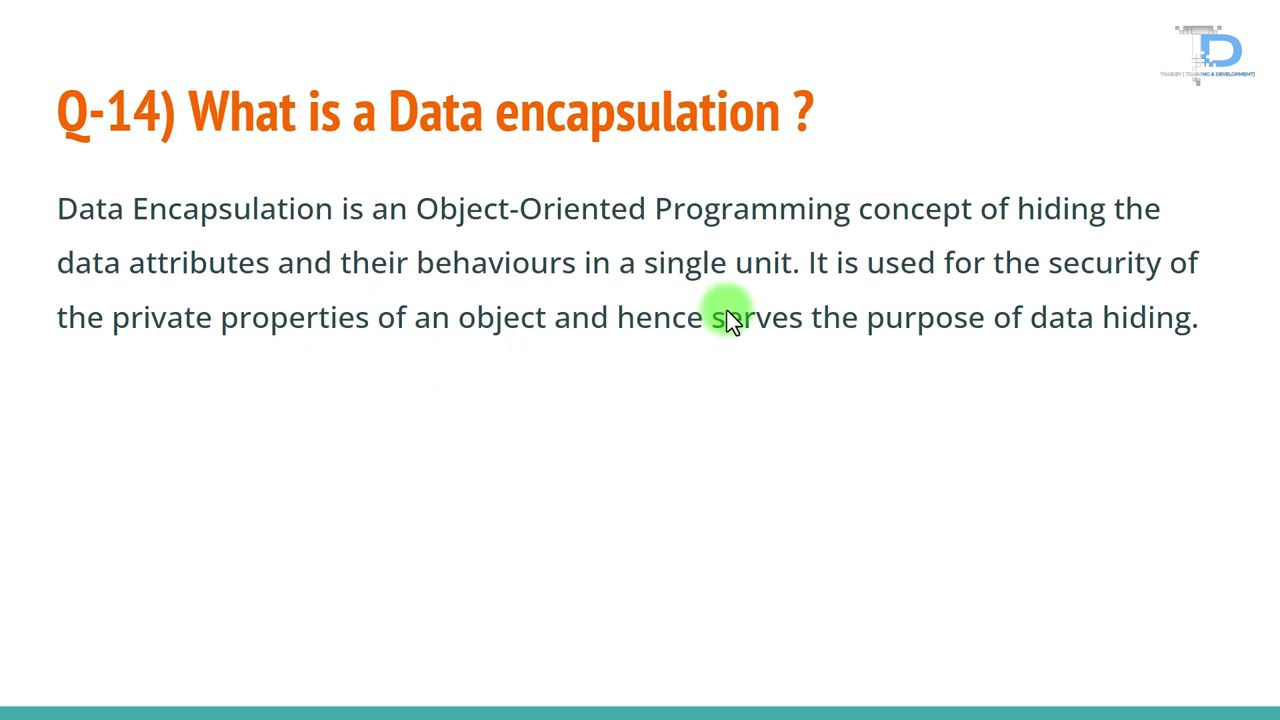 Q-14) What is a Data encapsulation ?
Data Encapsulation is an Object-Oriented Programming concept of hiding the
data attributes and their behaviours in a single unit. It is used for the security of
the private properties of an object and hence serves the purpose of data hiding.